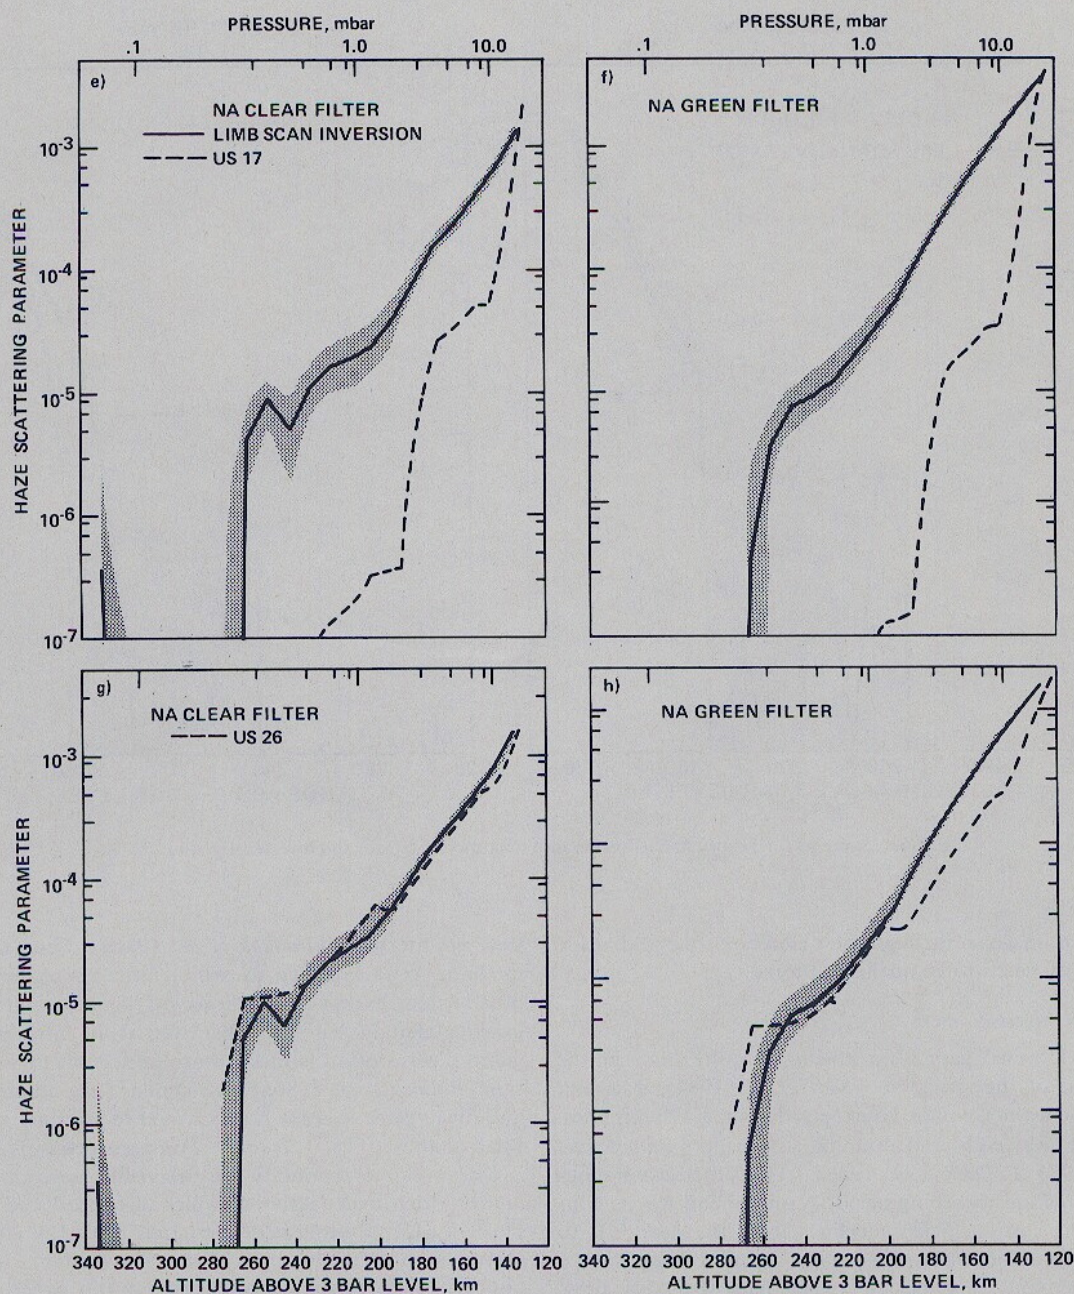 PRESSURE, mbar
.1 1.0 10.0
e)
NA CLEAR FILTER
LIMB SCAN INVERSION
US 17
10-3
10-4
10-5
10-6
10-7
HAZE SCATTERING PARAMETER
PRESSURE, mbar
.1 1.0 10.0
f)
NA GREEN FILTER
g)
NA CLEAR FILTER
US 26
10-3
10-4
10-5
10-6
10-7
HAZE SCATTERING PARAMETER
340 320 300 280 260 240 220 200 180 160 140 120
ALTITUDE ABOVE 3 BAR LEVEL, km
h)
NA GREEN FILTER
340 320 300 280 260 240 220 200 180 160 140 120
ALTITUDE ABOVE 3 BAR LEVEL, km